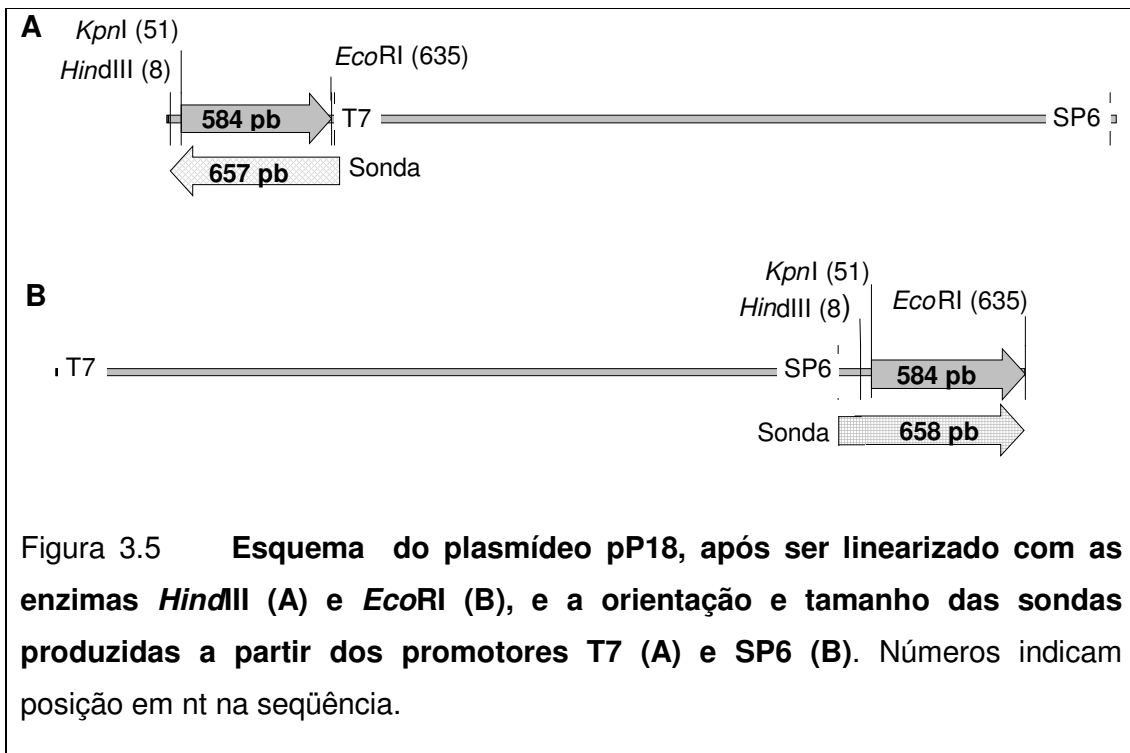 A
KpnI (51)
HindIII (8)
EcoRI (635)
584 pb
T7
SP6
657 pb
Sonda
B
KpnI (51)
HindIII (8)
EcoRI (635)
T7
SP6
584 pb
Sonda
658 pb
Figura 3.5 Esquema do plasmídeo pP18, após ser linearizado com as
enzimas HindIII (A) e EcoRI (B), e a orientação e tamanho das sondas
produzidas a partir dos promotores T7 (A) e SP6 (B). Números indicam
posição em nt na seqüência.